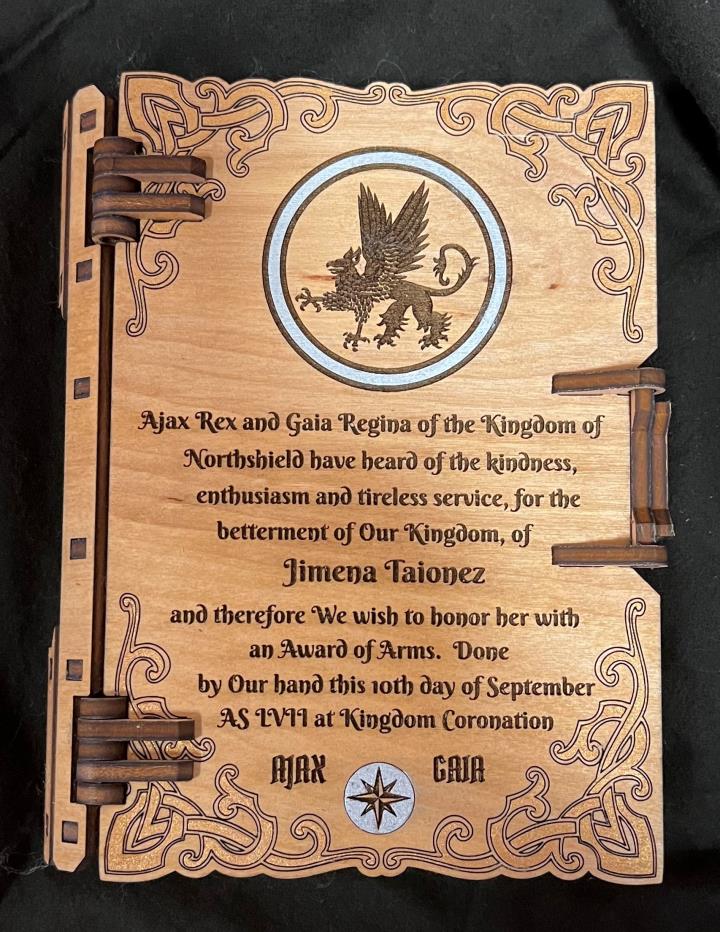 Ajax Rex and Gaia Regina of the Kingdom of
Northshield have heard of the kindness,
enthusiasm and tireless service, for the
betterment of Our Kingdom, of
Jimena Taionez
and therefore We wish to honor her with
an Award of Arms. Done
by Our hand this 10th day of September
AS LVII at Kingdom Coronation
AJAX GAIA